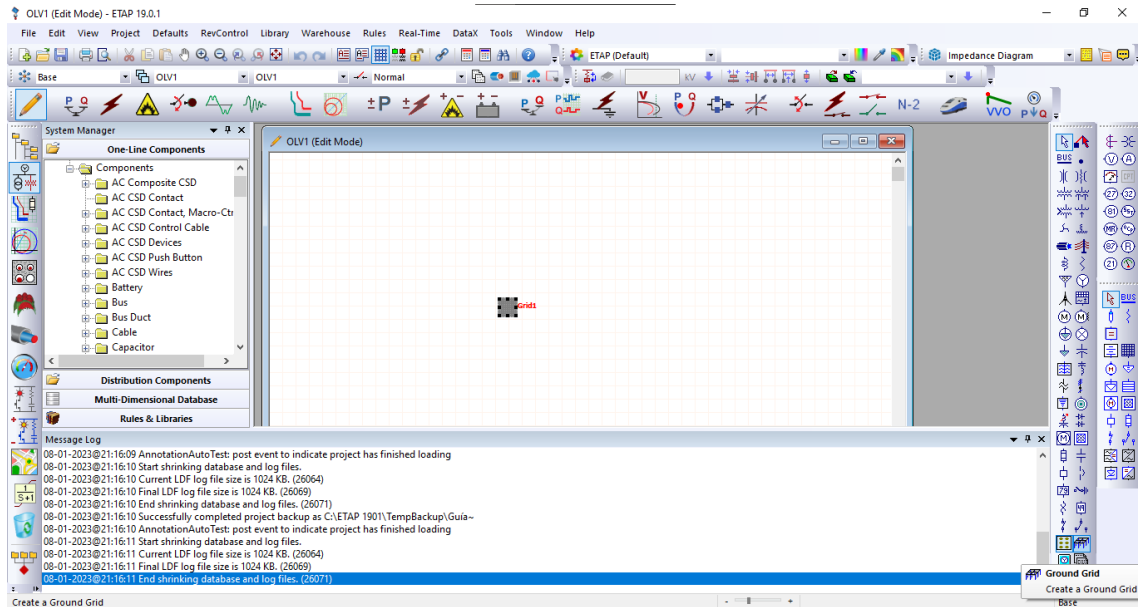 OLV1 (Edit Mode) - ETAP 19.0.1
File Edit View Project Defaults RevControl Library Warehouse Rules Real-Time DataX Tools Window Help
ETAP (Default)
Impedance Diagram
Base
OLV1
OLV1
Normal
kV
N-2
VVO
System Manager
One-Line Components
Components
AC Composite CSD
AC CSD Contact
AC CSD Contact, Macro-Ctr
AC CSD Control Cable
AC CSD Devices
AC CSD Push Button
AC CSD Wires
Battery
Bus
Bus Duct
Cable
Capacitor
Distribution Components
Multi-Dimensional Database
Rules & Libraries
OLV1 (Edit Mode)
Grid1
BUS
BUS
Message Log
08-01-2023@21:16:09 AnnotationAutoTest: post event to indicate project has finished loading
08-01-2023@21:16:10 Start shrinking database and log files.
08-01-2023@21:16:10 Current LDF log file size is 1024 KB. (26064)
08-01-2023@21:16:10 Final LDF log file size is 1024 KB. (26069)
08-01-2023@21:16:10 End shrinking database and log files. (26071)
08-01-2023@21:16:10 Successfully completed project backup as C:\ETAP 1901\TempBackup\Guía~
08-01-2023@21:16:10 AnnotationAutoTest: post event to indicate project has finished loading
08-01-2023@21:16:11 Start shrinking database and log files.
08-01-2023@21:16:11 Current LDF log file size is 1024 KB. (26064)
08-01-2023@21:16:11 Final LDF log file size is 1024 KB. (26069)
08-01-2023@21:16:11 End shrinking database and log files. (26071)
Ground Grid
Create a Ground Grid
Create a Ground Grid
Base